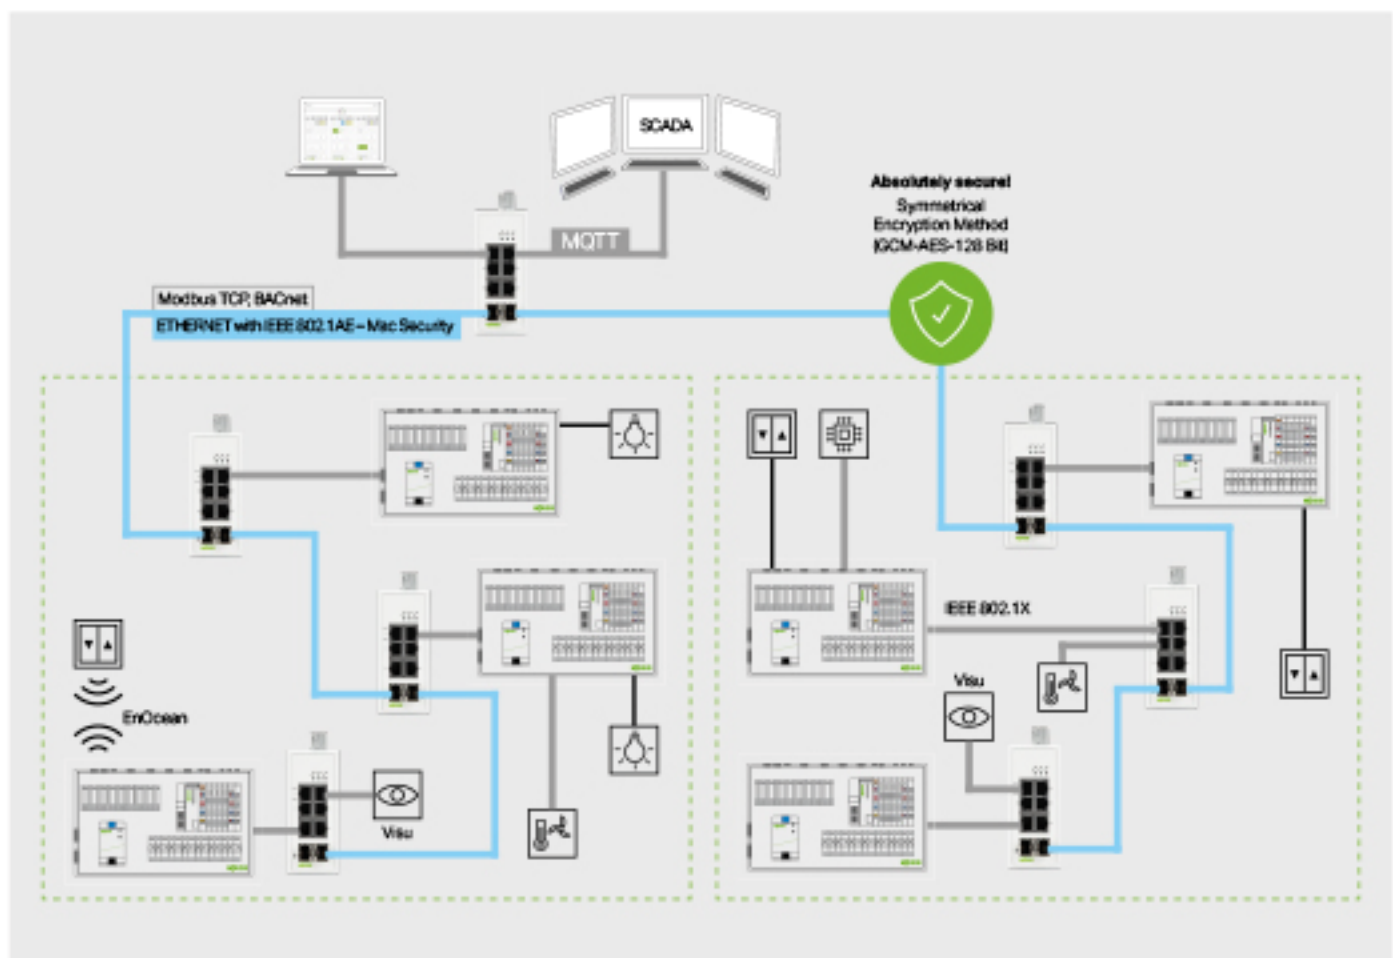 SCADA
Absolutely secure!
Symmetrical
Encryption Method
(GCM-AES-128 Bit)
MQTT
Modbus TCP, BACnet
ETHERNET with IEEE 802.1AE – Mac Security
IEEE 802.1X
Visu
EnOcean
Visu